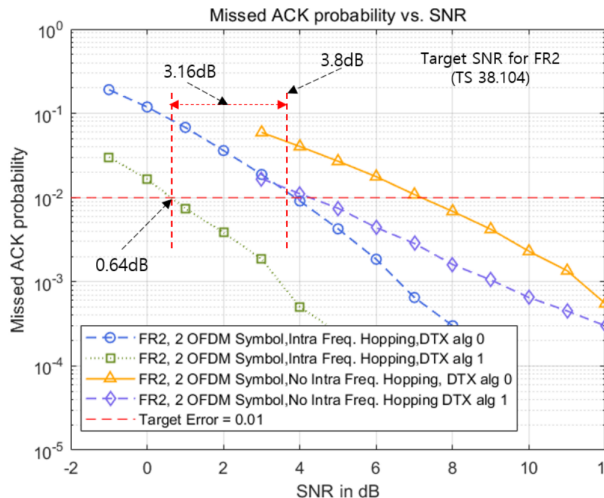 Missed ACK probability vs. SNR
10^0
3.16dB
3.8dB
Target SNR for FR2
(TS 38.104)
10^-1
Missed ACK probability
10^-2
0.64dB
10^-3
FR2, 2 OFDM Symbol,Intra Freq. Hopping,DTX alg 0
FR2, 2 OFDM Symbol,Intra Freq. Hopping,DTX alg 1
10^-4
FR2, 2 OFDM Symbol,No Intra Freq. Hopping, DTX alg 0
FR2, 2 OFDM Symbol,No Intra Freq. Hopping DTX alg 1
Target Error = 0.01
10^-5
-2 0 2 4 6 8 10 12
SNR in dB